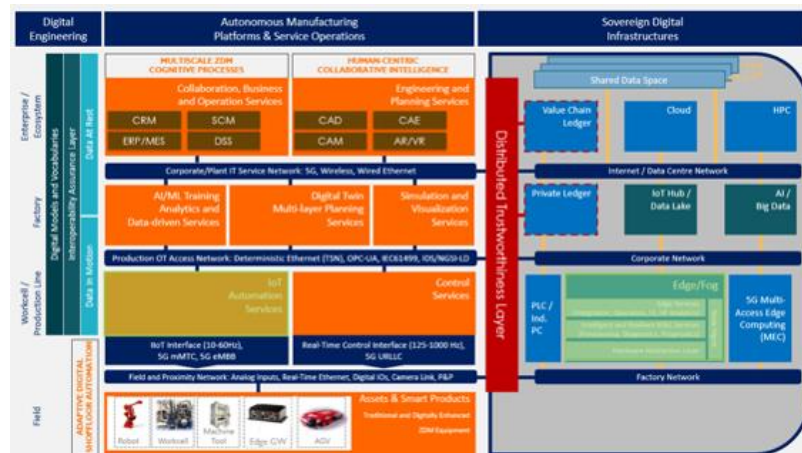 Digital
Engineering
Autonomous Manufacturing
Platforms & Service Operations
Sovereign Digital
Infrastructures
Enterprise /
Ecosystem
Factory
Workcell /
Production Line
Field
Digital Models and Vocabularies
Interoperability Assurance Layer
Data At Rest
Data In Motion
ADAPTIVE DIGITAL
SHOPFLOOR AUTOMATION
MULTISCALE ZDM
COGNITIVE PROCESSES
HUMAN-CENTRIC
COLLABORATIVE INTELLIGENCE
Collaboration, Business
and Operation Services
CRM
SCM
ERP/MES
DSS
Engineering and
Planning Services
CAD
CAE
CAM
AR/VR
Corporate/Plant IT Service Network: 5G, Wireless, Wired Ethernet
AI/ML Training
Analytics and
Data-driven Services
Digital Twin
Multi-layer Planning
Services
Simulation and
Visualization
Services
Production OT Access Network: Deterministic Ethernet (TSN), OPC-UA, IEC61499, IDS/NGSI-LD
IoT
Automation
Services
Control
Services
IIoT Interface (10-60Hz),
5G mMTC, 5G eMBB
Real-Time Control Interface (125-1000 Hz),
5G URLLC
Field and Proximity Network: Analog Inputs, Real-Time Ethernet, Digital IOs, Camera Link, P&P
Assets & Smart Products
Traditional and Digitally Enhanced
ZDM Equipment
Robot
Workcell
Machine
Tool
Edge GW
AGV
Distributed Trustworthiness Layer
Shared Data Space
Value Chain
Ledger
Cloud
HPC
Internet / Data Centre Network
Private Ledger
IoT Hub /
Data Lake
AI /
Big Data
Corporate Network
PLC /
Ind.
PC
Edge/Fog
5G Multi-
Access Edge
Computing
(MEC)
Factory Network